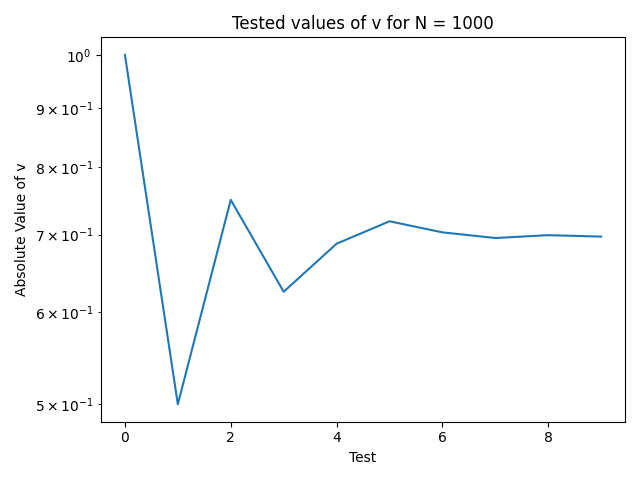 Tested values of v for N = 1000
Absolute Value of v
10⁰
9 × 10⁻¹
8 × 10⁻¹
7 × 10⁻¹
6 × 10⁻¹
5 × 10⁻¹
0 2 4 6 8
Test